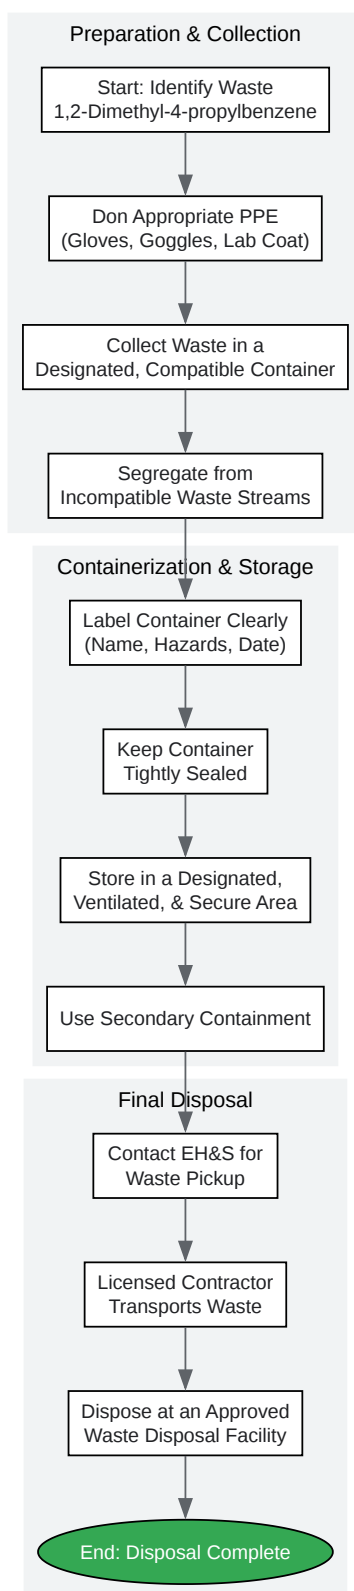 Preparation & Collection
Start: Identify Waste
1,2-Dimethyl-4-propylbenzene
Don Appropriate PPE
(Gloves, Goggles, Lab Coat)
Collect Waste in a
Designated, Compatible Container
Segregate from
Incompatible Waste Streams
Containerization & Storage
Label Container Clearly
(Name, Hazards, Date)
Keep Container
Tightly Sealed
Store in a Designated,
Ventilated, & Secure Area
Use Secondary Containment
Final Disposal
Contact EH&S for
Waste Pickup
Licensed Contractor
Transports Waste
Dispose at an Approved
Waste Disposal Facility
End: Disposal Complete